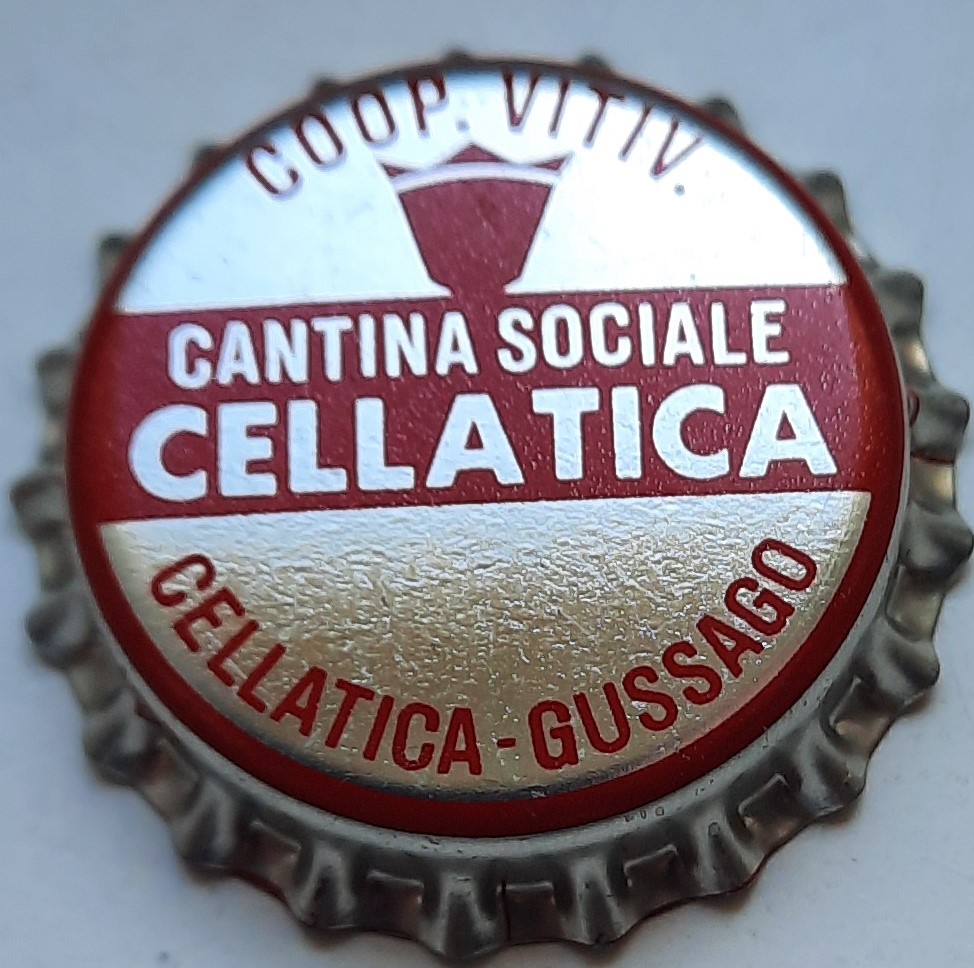 COOP. VITIV.
CANTINA SOCIALE
CELLATICA
CELLATICA - GUSSAGO